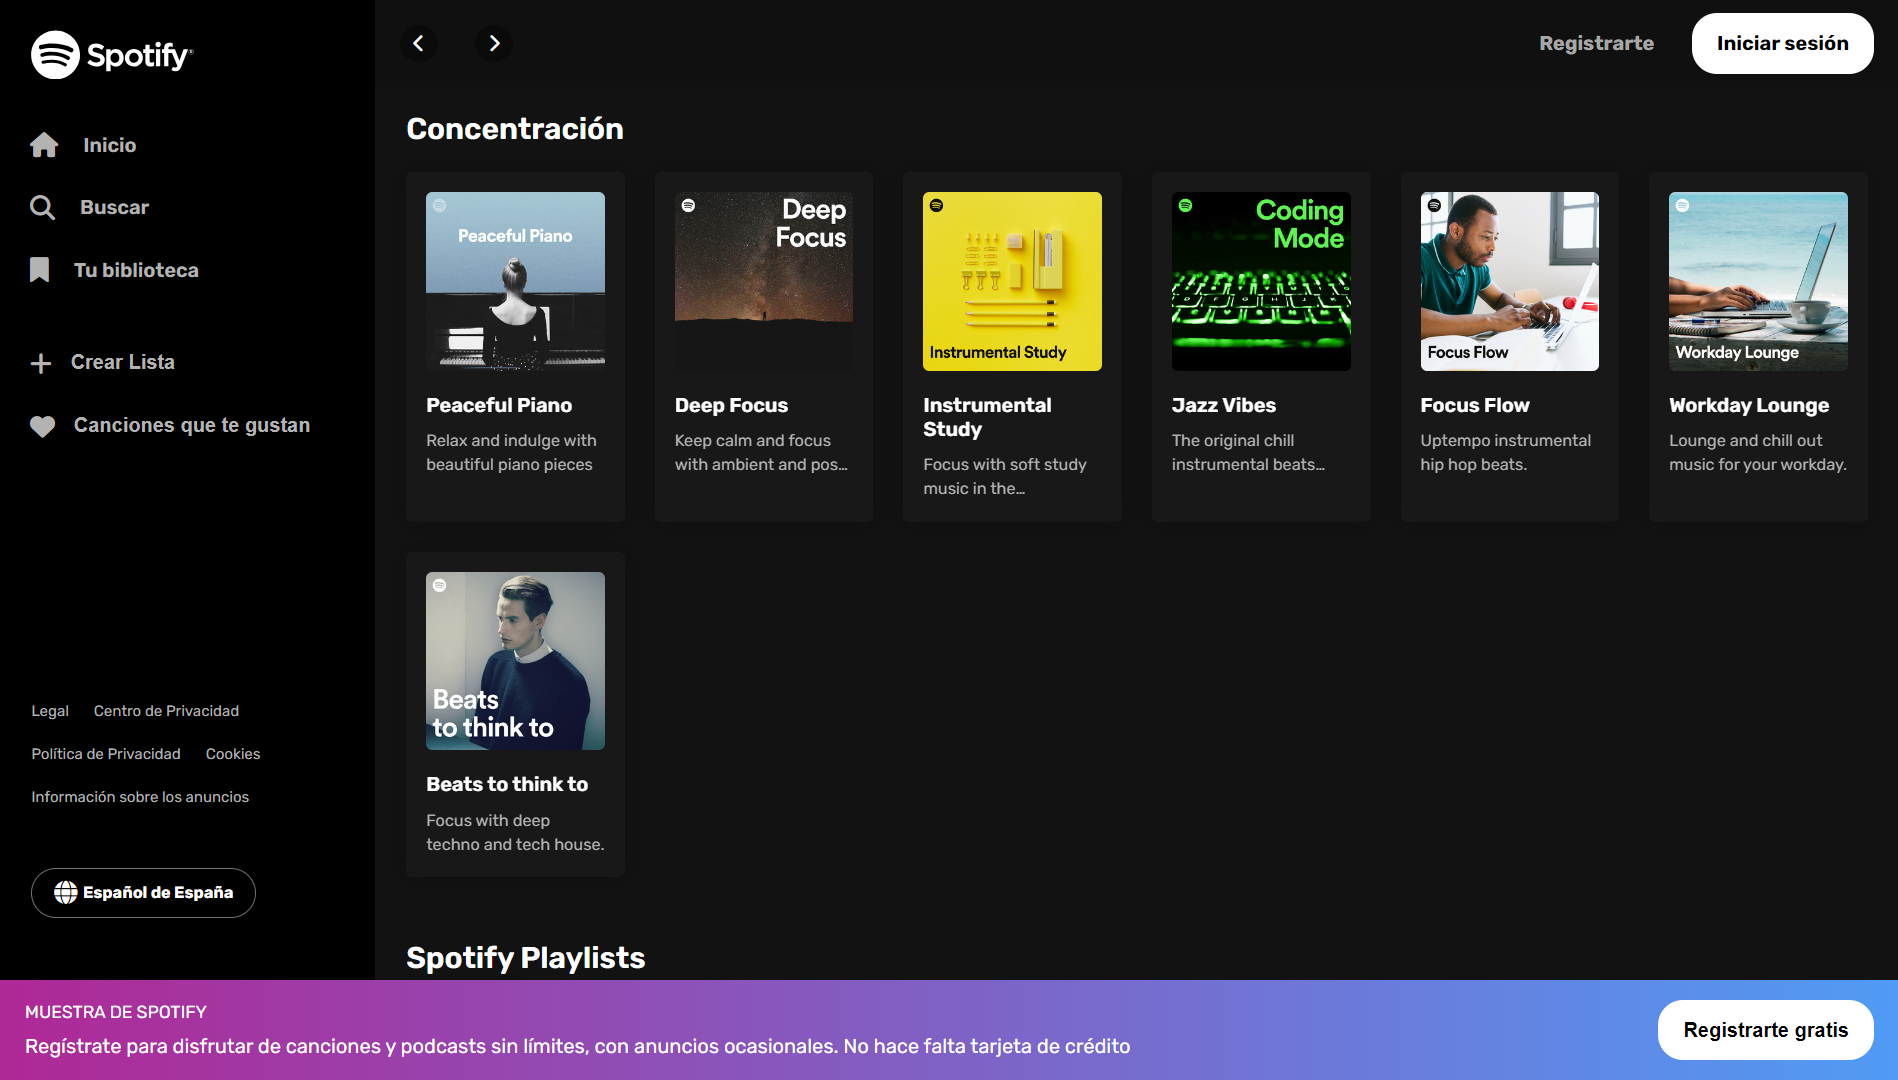 Spotify
Inicio
Buscar
Tu biblioteca
Crear Lista
Canciones que te gustan
Legal Centro de Privacidad
Política de Privacidad Cookies
Información sobre los anuncios
Español de España
Registrarte
Iniciar sesión
Concentración
Peaceful Piano
Peaceful Piano
Relax and indulge with
beautiful piano pieces
Deep
Focus
Deep Focus
Keep calm and focus
with ambient and pos...
Instrumental Study
Instrumental
Study
Focus with soft study
music in the...
Coding
Mode
Jazz Vibes
The original chill
instrumental beats...
Focus Flow
Focus Flow
Uptempo instrumental
hip hop beats.
Workday Lounge
Workday Lounge
Lounge and chill out
music for your workday.
Beats
to think to
Beats to think to
Focus with deep
techno and tech house.
Spotify Playlists
MUESTRA DE SPOTIFY
Regístrate para disfrutar de canciones y podcasts sin límites, con anuncios ocasionales. No hace falta tarjeta de crédito
Registrarte gratis